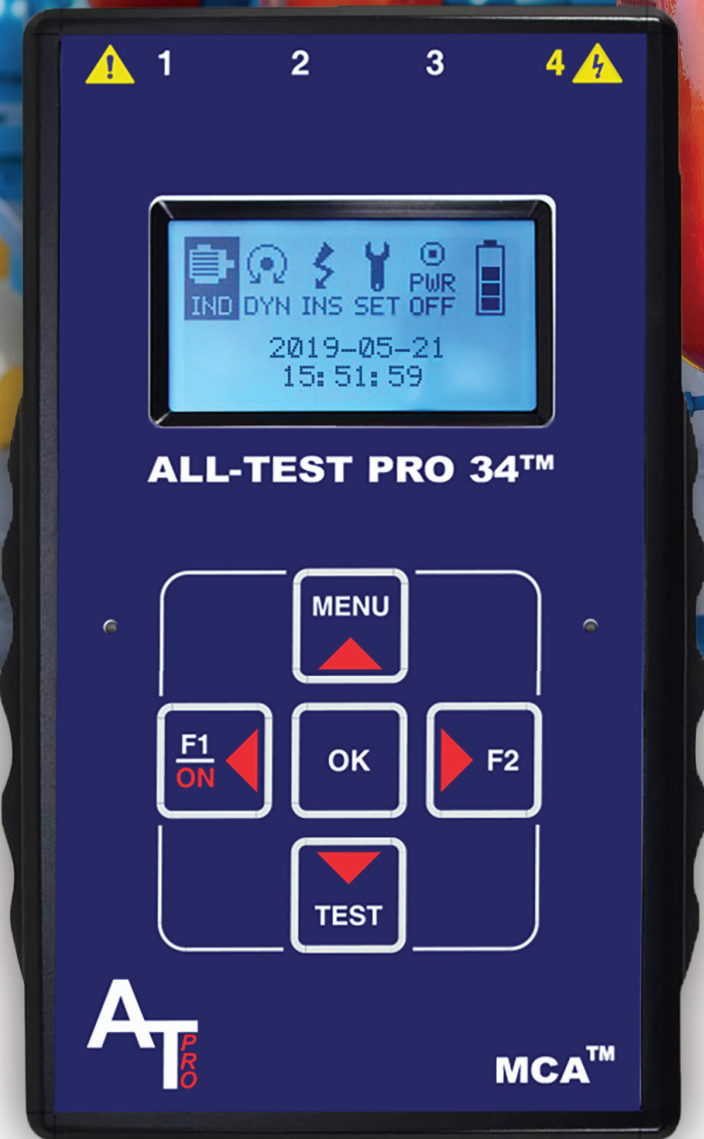 1 2 3 4
IND DYN INS SET PWR OFF
2019-05-21
15:51:59
ALL-TEST PRO 34™
MENU
F1
ON
OK
F2
TEST
AT PRO
MCA™